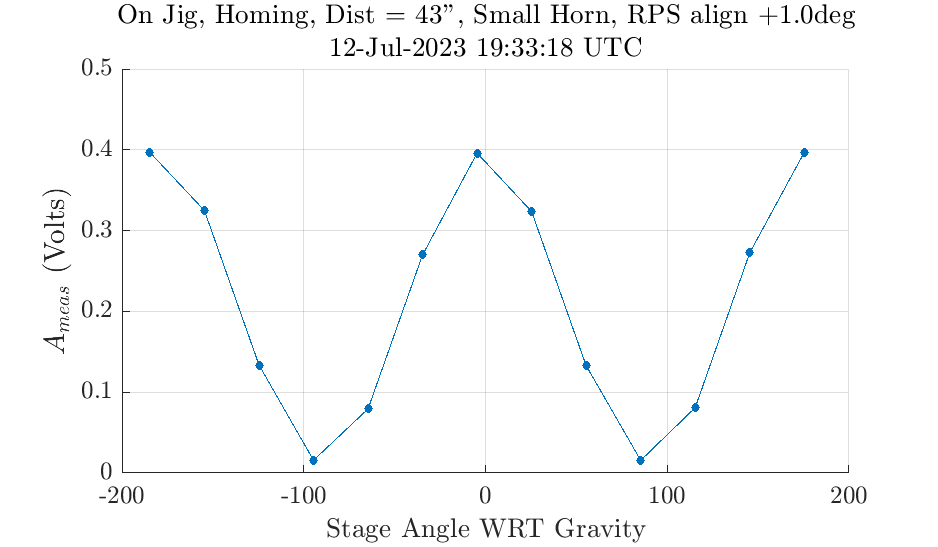 On Jig, Homing, Dist = 43”, Small Horn, RPS align +1.0deg
12-Jul-2023 19:33:18 UTC
0.5
0.4
0.3
0.2
0.1
0
A_{meas} (Volts)
-200 -100 0 100 200
Stage Angle WRT Gravity